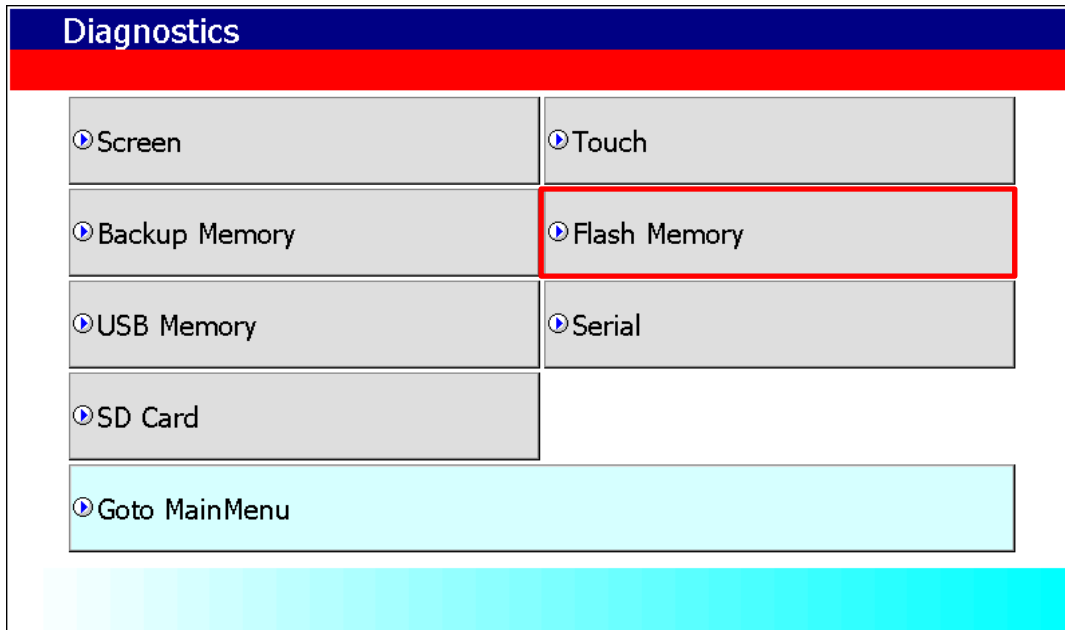 Diagnostics
Screen
Touch
Backup Memory
Flash Memory
USB Memory
Serial
SD Card
Goto MainMenu